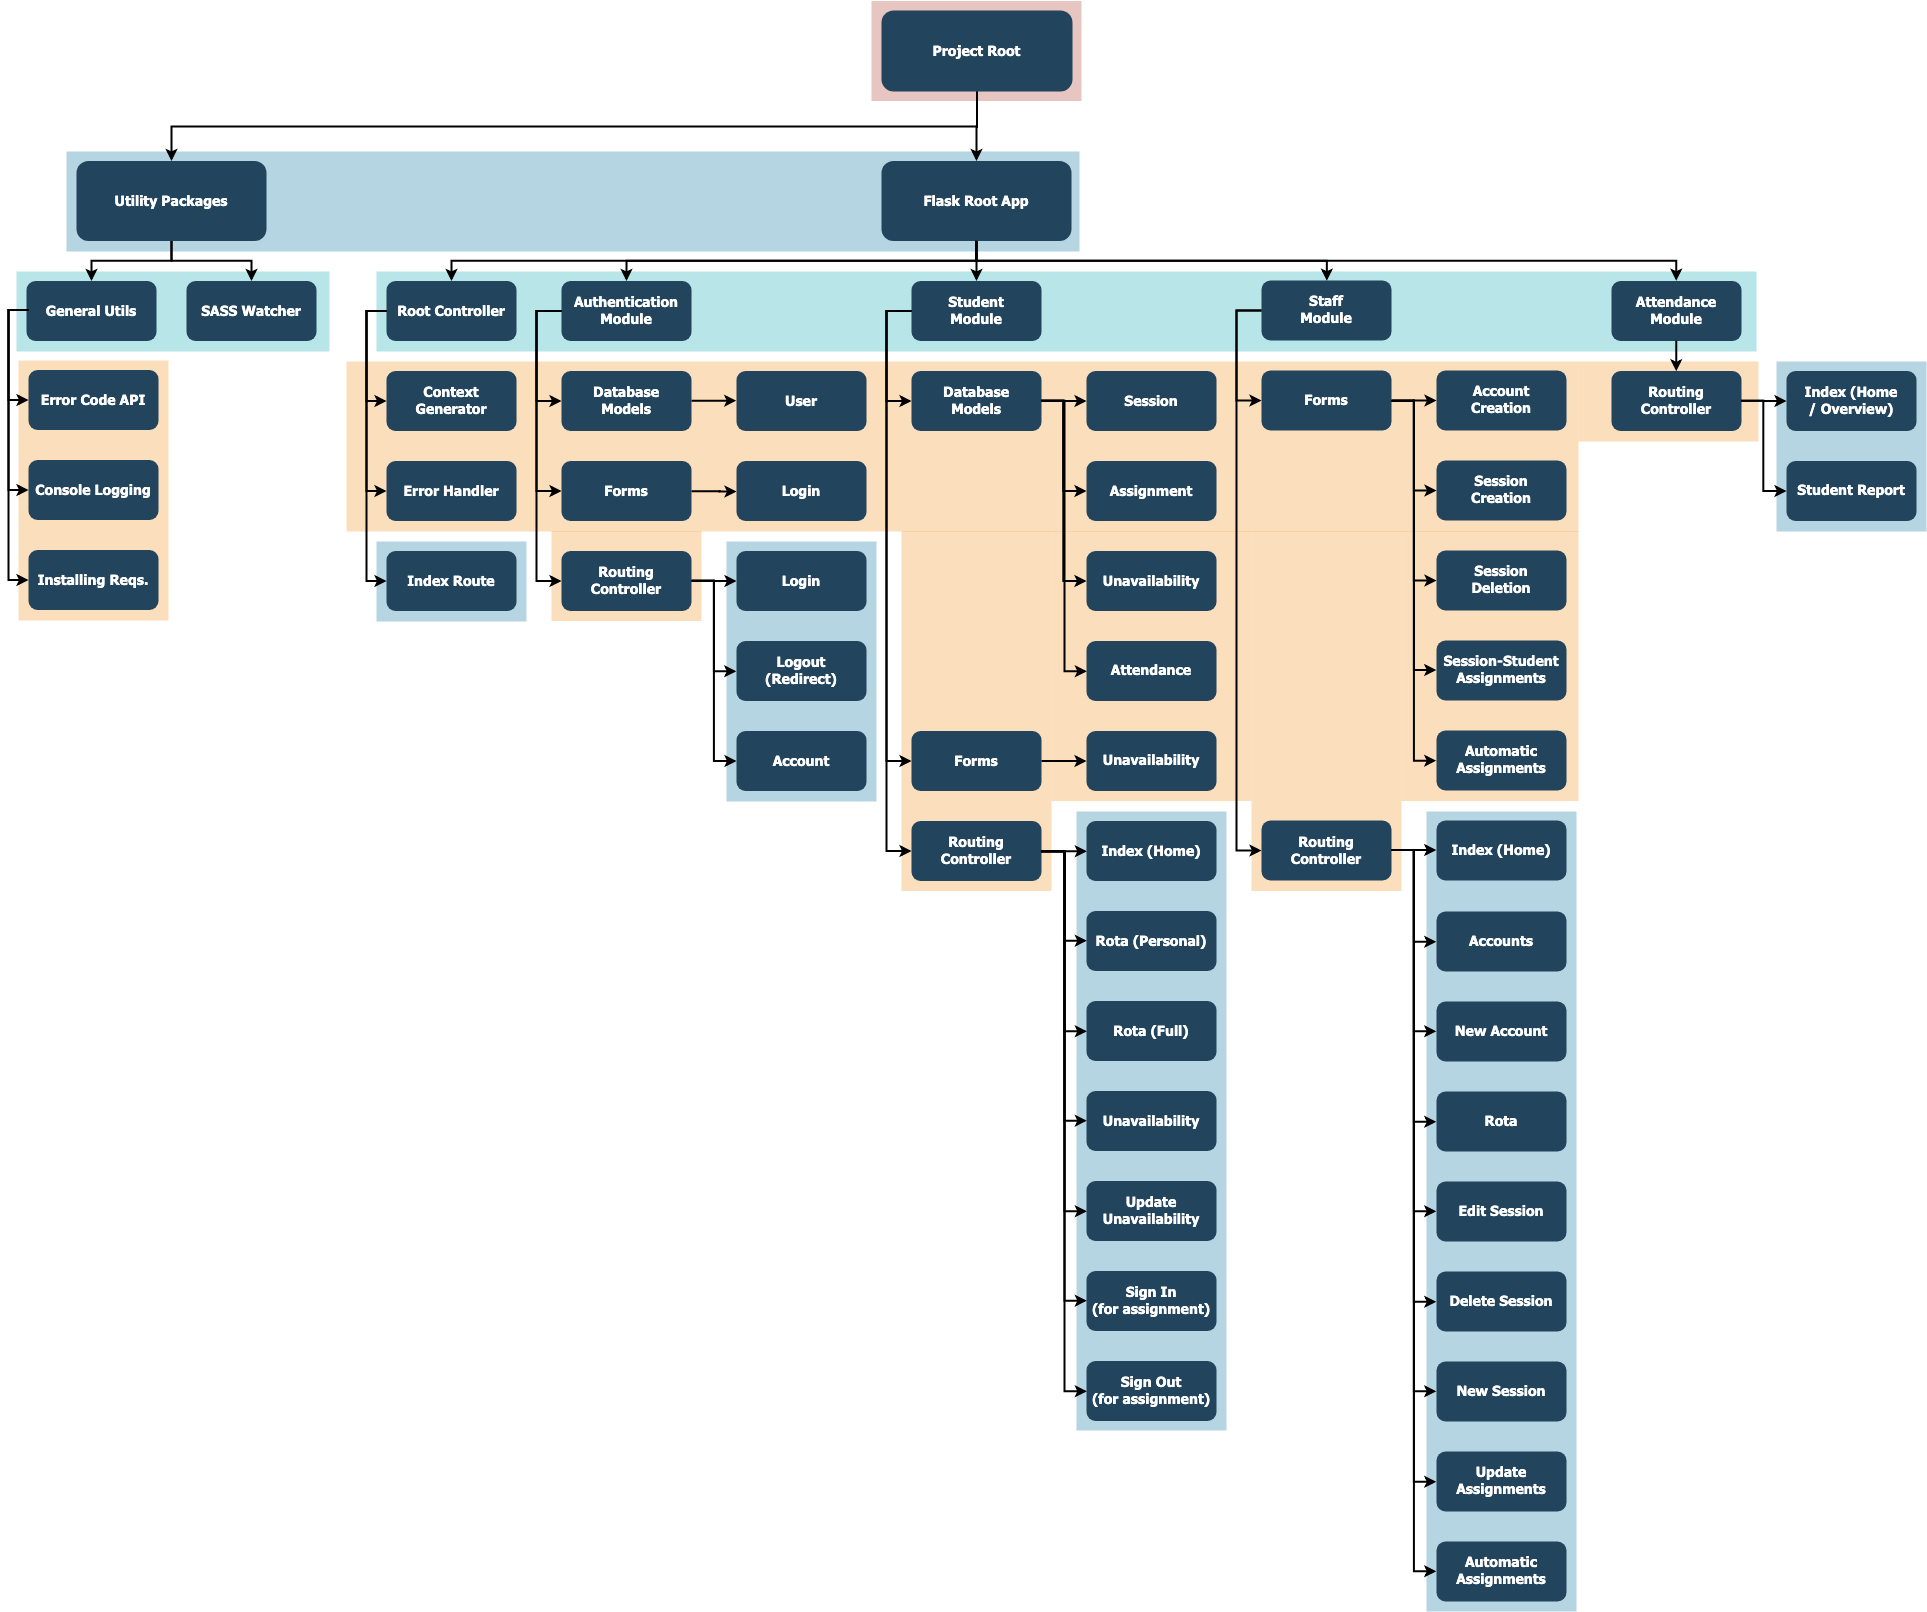 Project Root
Utility Packages
Flask Root App
General Utils
SASS Watcher
Root Controller
Authentication
Module
Student
Module
Staff
Module
Attendance
Module
Error Code API
Console Logging
Installing Reqs.
Context
Generator
Error Handler
Index Route
Database
Models
User
Forms
Login
Routing
Controller
Login
Logout
(Redirect)
Account
Database
Models
Session
Assignment
Unavailability
Attendance
Forms
Unavailability
Routing
Controller
Index (Home)
Rota (Personal)
Rota (Full)
Unavailability
Update
Unavailability
Sign In
(for assignment)
Sign Out
(for assignment)
Forms
Account
Creation
Session
Creation
Session
Deletion
Session-Student
Assignments
Automatic
Assignments
Routing
Controller
Index (Home)
Accounts
New Account
Rota
Edit Session
Delete Session
New Session
Update
Assignments
Automatic
Assignments
Routing
Controller
Index (Home
/ Overview)
Student Report